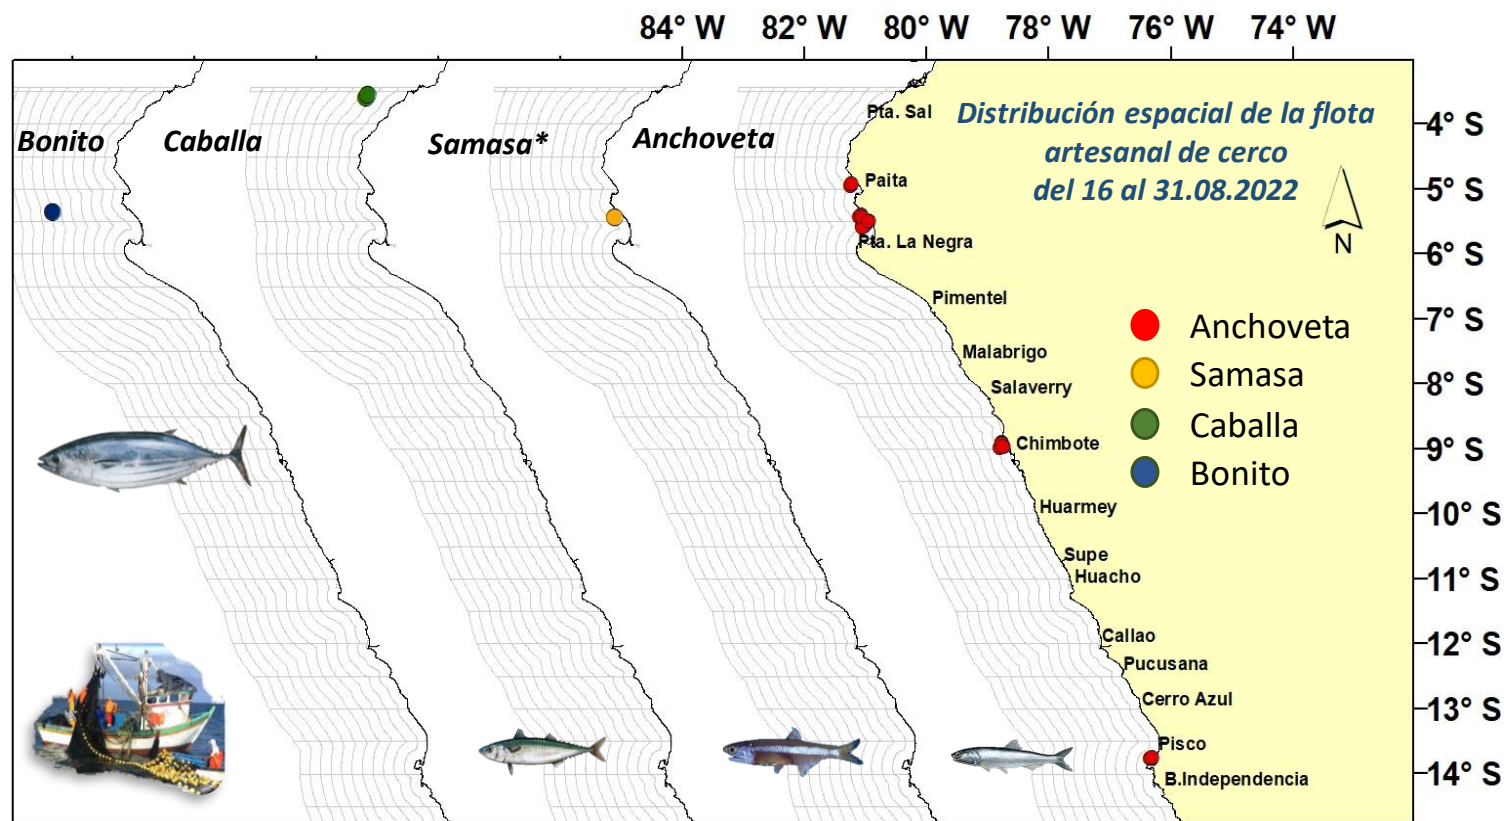 84° W 82° W 80° W 78° W 76° W 74° W
Distribución espacial de la flota
artesanal de cerco
del 16 al 31.08.2022
Bonito
Caballa
Samasa*
Anchoveta
Pta. Sal
Paita
Pta. La Negra
Pimentel
Malabrigo
Salaverry
Chimbote
Huarmey
Supe
Huacho
Callao
Pucusana
Cerro Azul
Pisco
B.Independencia
N
Anchoveta
Samasa
Caballa
Bonito
4° S
5° S
6° S
7° S
8° S
9° S
10° S
11° S
12° S
13° S
14° S